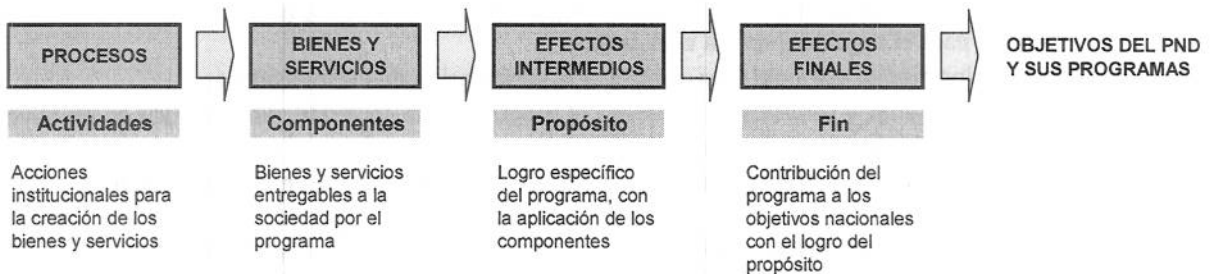 PROCESOS
BIENES Y
SERVICIOS
EFECTOS
INTERMEDIOS
EFECTOS
FINALES
OBJETIVOS DEL PND
Y SUS PROGRAMAS
Actividades
Componentes
Propósito
Fin
Acciones
institucionales para
la creación de los
bienes y servicios
Bienes y servicios
entregables a la
sociedad por el
programa
Logro específico
del programa, con
la aplicación de los
componentes
Contribución del
programa a los
objetivos nacionales
con el logro del
propósito